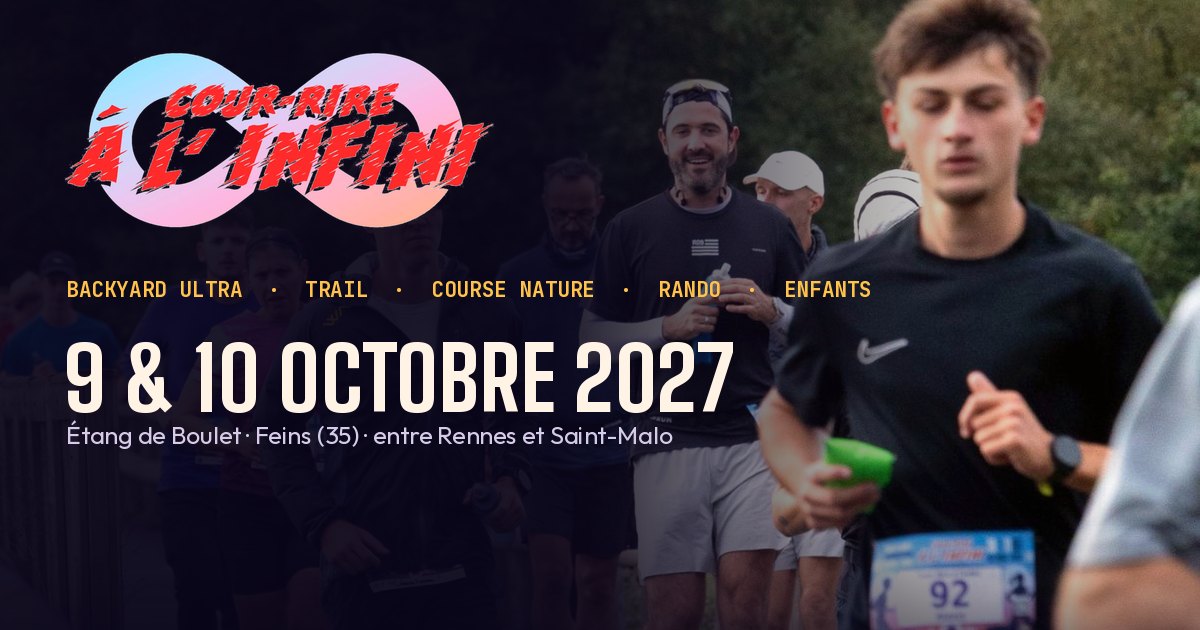 COUR-RIRE
À L'INFINI
BACKYARD ULTRA · TRAIL · COURSE NATURE · RANDO · ENFANTS
9 & 10 OCTOBRE 2027
Étang de Boulet · Feins (35) · entre Rennes et Saint-Malo
À L'INFINI
92